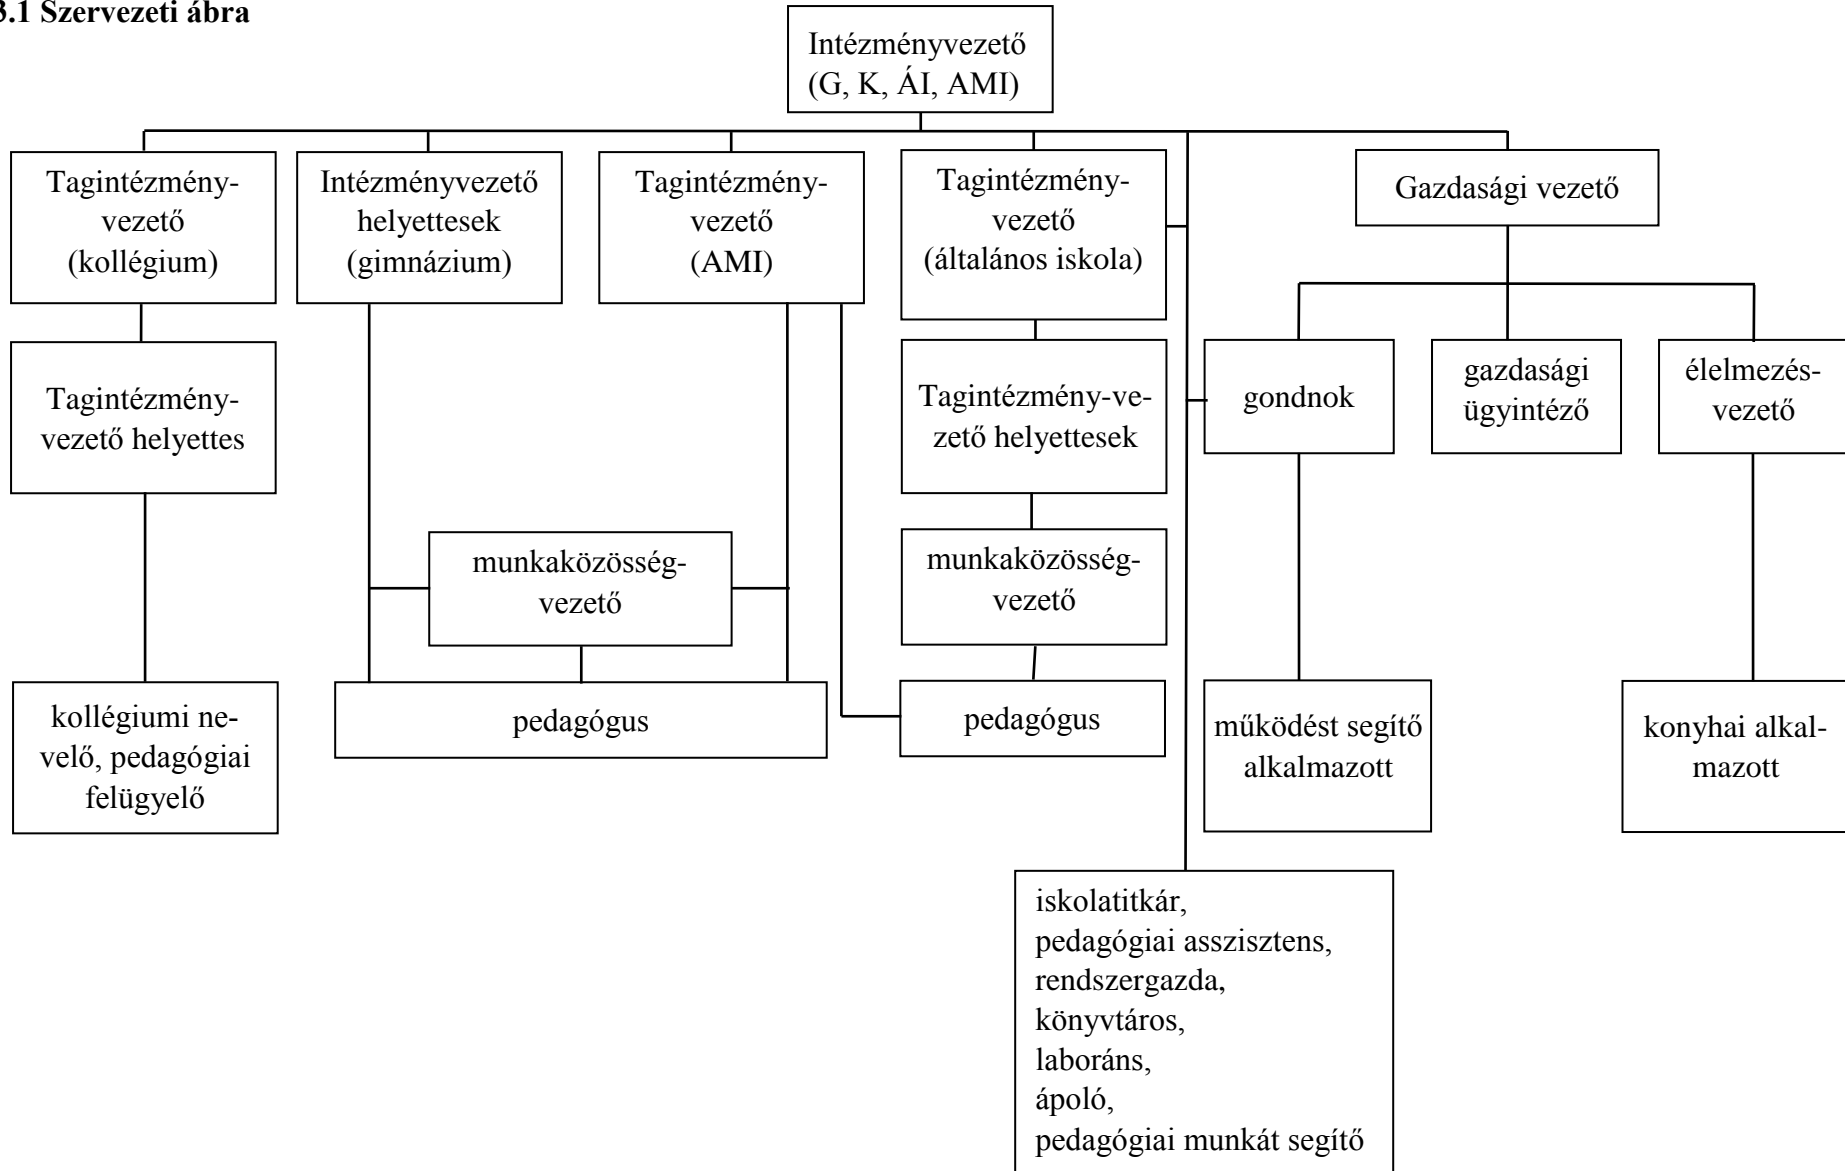 3.1 Szervezeti ábra
Intézményvezető
(G, K, ÁI, AMI)
Tagintézmény-
vezető
(kollégium)
Intézményvezető
helyettesek
(gimnázium)
Tagintézmény-
vezető
(AMI)
Tagintézmény-
vezető
(általános iskola)
Gazdasági vezető
Tagintézmény-
vezető helyettes
Tagintézmény-ve-
zető helyettesek
gondnok
gazdasági
ügyintéző
élelmezés-
vezető
munkaközösség-
vezető
munkaközösség-
vezető
kollégiumi ne-
velő, pedagógiai
felügyelő
pedagógus
pedagógus
működést segítő
alkalmazott
konyhai alkal-
mazott
iskolatitkár,
pedagógiai asszisztens,
rendszergazda,
könyvtáros,
laboráns,
ápoló,
pedagógiai munkát segítő